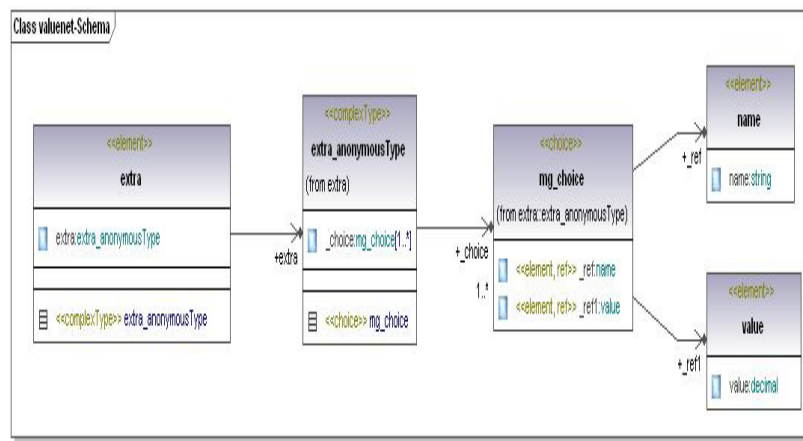 Class valuenet-Schema
<<element>>
extra
extra:extra_anonymousType
<<complexType>> extra_anonymousType
+extra
<<complexType>>
extra_anonymousType
(from extra)
_choice:mg_choice[1..*]
<<choice>> mg_choice
+_choice
1..*
<<choice>>
mg_choice
(from extra::extra_anonymousType)
<<element, ref>> _ref:name
<<element, ref>> _ref1:value
+_ref
<<element>>
name
name:string
+_ref1
<<element>>
value
value:decimal